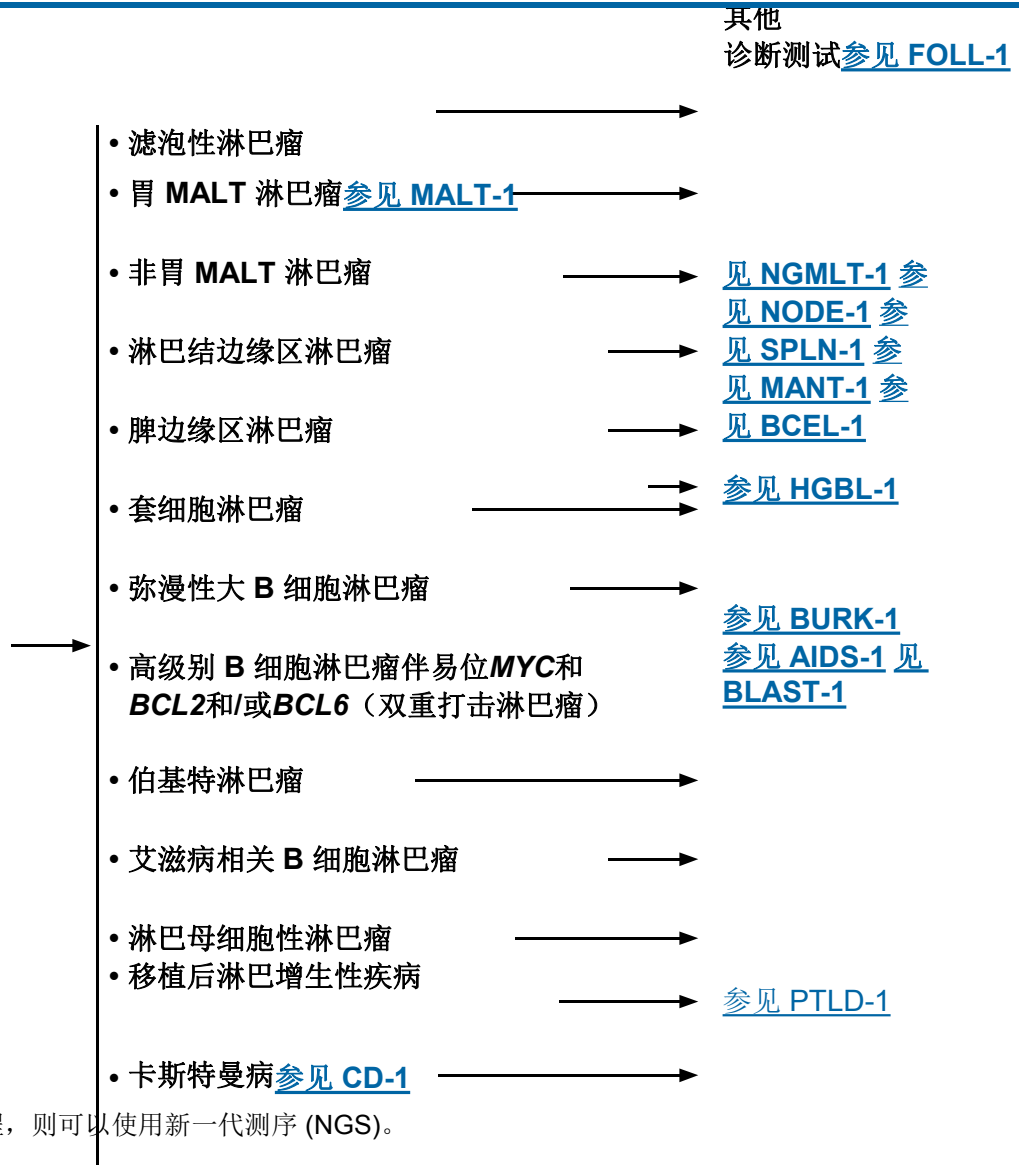 其他
诊断测试参见 FOLL-1
• 滤泡性淋巴瘤
• 胃 MALT 淋巴瘤参见 MALT-1
• 非胃 MALT 淋巴瘤
见 NGMLT-1 参
见 NODE-1 参
• 淋巴结边缘区淋巴瘤
见 SPLN-1 参
见 MANT-1 参
• 脾边缘区淋巴瘤
见 BCEL-1
参见 HGBL-1
• 套细胞淋巴瘤
• 弥漫性大 B 细胞淋巴瘤
参见 BURK-1
• 高级别 B 细胞淋巴瘤伴易位MYC和
参见 AIDS-1 见
BCL2和/或BCL6（双重打击淋巴瘤）
BLAST-1
• 伯基特淋巴瘤
• 艾滋病相关 B 细胞淋巴瘤
• 淋巴母细胞性淋巴瘤
• 移植后淋巴增生性疾病
参见 PTLD-1
• 卡斯特曼病参见 CD-1
，则可以使用新一代测序 (NGS)。